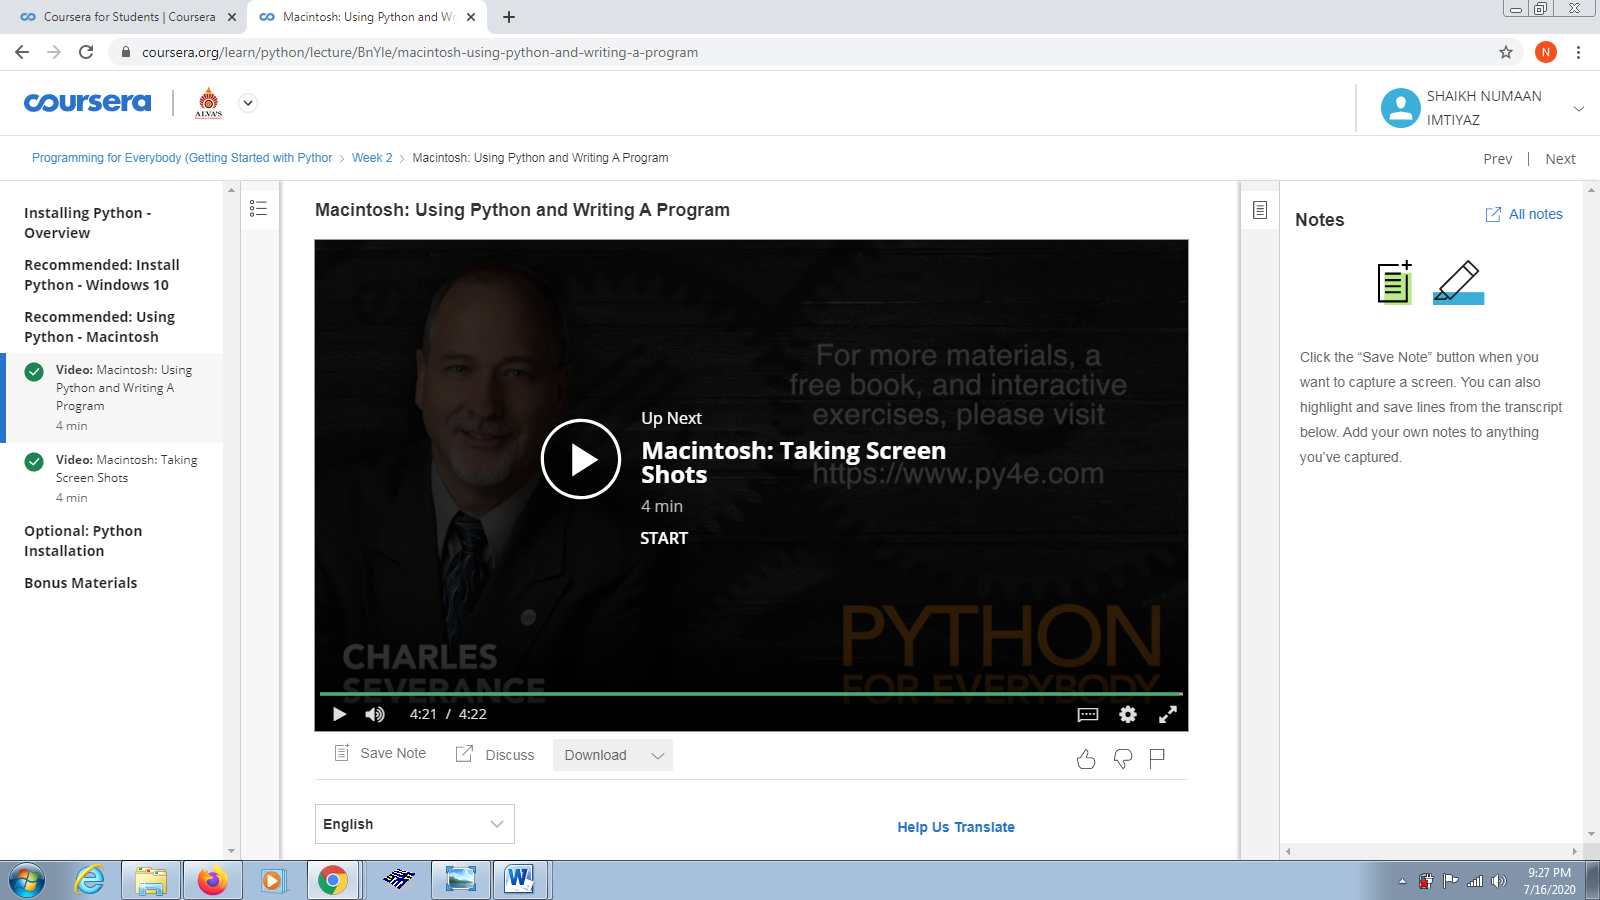 Coursera for Students | Coursera
Macintosh: Using Python and Wr
coursera.org/learn/python/lecture/BnYle/macintosh-using-python-and-writing-a-program
N
coursera
ALVA'S
SHAIKH NUMAAN
IMTIYAZ
Programming for Everybody (Getting Started with Python
Week 2
Macintosh: Using Python and Writing A Program
Prev | Next
Installing Python -
Overview
Recommended: Install
Python - Windows 10
Recommended: Using
Python - Macintosh
Video: Macintosh: Using
Python and Writing A
Program
4 min
Video: Macintosh: Taking
Screen Shots
4 min
Optional: Python
Installation
Bonus Materials
Macintosh: Using Python and Writing A Program
For more materials, a
free book, and interactive
exercises, please visit
https://www.py4e.com
Up Next
Macintosh: Taking Screen
Shots
4 min
START
CHARLES
SEVERANCE
PYTHON
FOR EVERYBODY
4:21 / 4:22
Save Note
Discuss
Download
English
Help Us Translate
Notes
All notes
Click the “Save Note” button when you
want to capture a screen. You can also
highlight and save lines from the transcript
below. Add your own notes to anything
you’ve captured.
9:27 PM
7/16/2020